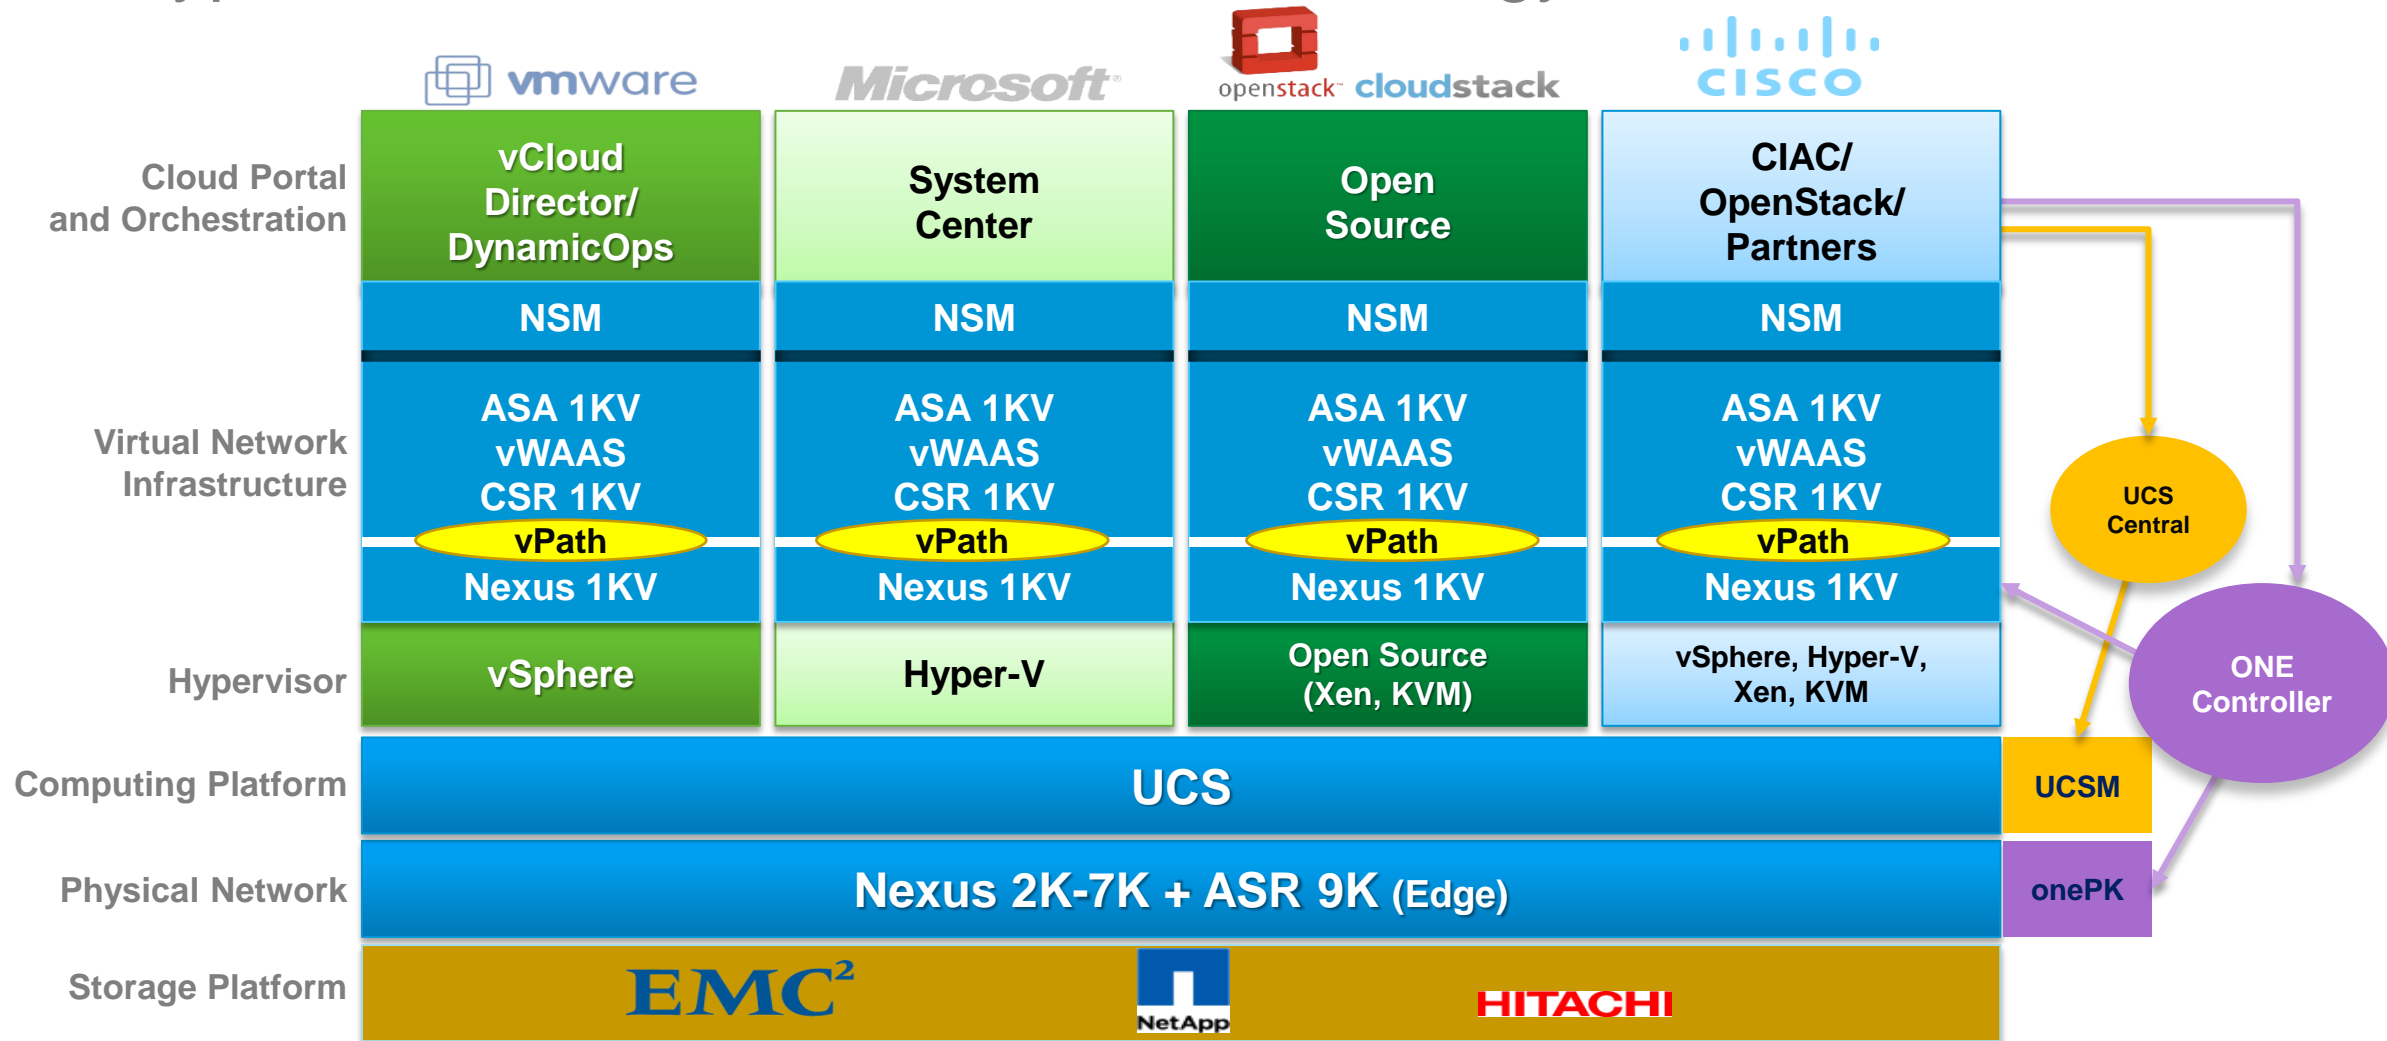 vmware
Microsoft
openstack cloudstack
CISCO
Cloud Portal
and Orchestration
vCloud
Director/
DynamicOps
System
Center
Open
Source
CIAC/
OpenStack/
Partners
NSM
NSM
NSM
NSM
Virtual Network
Infrastructure
ASA 1KV
vWAAS
CSR 1KV
vPath
Nexus 1KV
ASA 1KV
vWAAS
CSR 1KV
vPath
Nexus 1KV
ASA 1KV
vWAAS
CSR 1KV
vPath
Nexus 1KV
ASA 1KV
vWAAS
CSR 1KV
vPath
Nexus 1KV
UCS
Central
Hypervisor
vSphere
Hyper-V
Open Source
(Xen, KVM)
vSphere, Hyper-V,
Xen, KVM
ONE
Controller
Computing Platform
UCS
UCSM
Physical Network
Nexus 2K-7K + ASR 9K (Edge)
onePK
Storage Platform
EMC²
NetApp
HITACHI